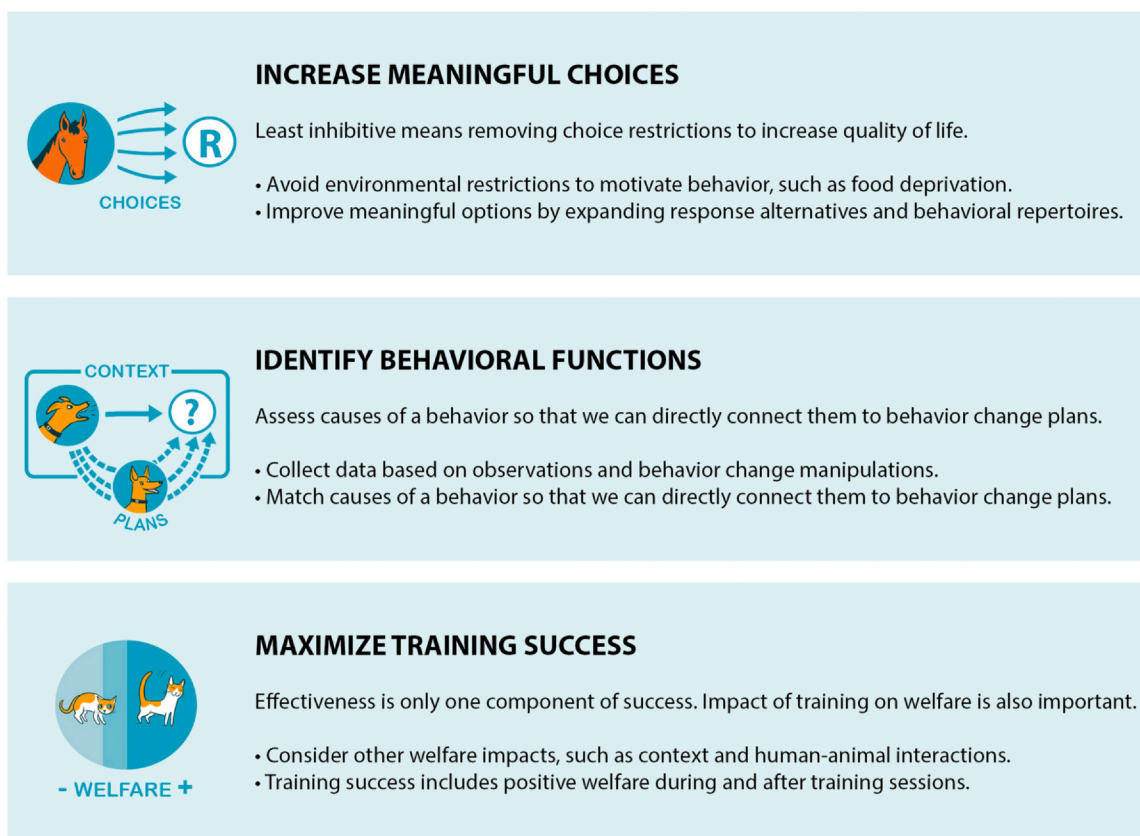 INCREASE MEANINGFUL CHOICES
Least inhibitive means removing choice restrictions to increase quality of life.
R
CHOICES
• Avoid environmental restrictions to motivate behavior, such as food deprivation.
• Improve meaningful options by expanding response alternatives and behavioral repertoires.
IDENTIFY BEHAVIORAL FUNCTIONS
CONTEXT
?
PLANS
Assess causes of a behavior so that we can directly connect them to behavior change plans.
• Collect data based on observations and behavior change manipulations.
• Match causes of a behavior so that we can directly connect them to behavior change plans.
MAXIMIZE TRAINING SUCCESS
Effectiveness is only one component of success. Impact of training on welfare is also important.
• Consider other welfare impacts, such as context and human-animal interactions.
• Training success includes positive welfare during and after training sessions.
- WELFARE +